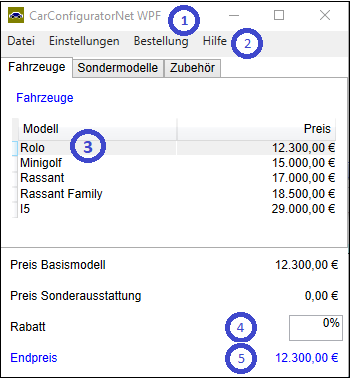 CarConfiguratorNet WPF 1
Datei Einstellungen Bestellung Hilfe 2
Fahrzeuge Sondermodelle Zubehör
Fahrzeuge
Modell Preis
Rolo 3 12.300,00 €
Minigolf 15.000,00 €
Rassant 17.000,00 €
Rassant Family 18.500,00 €
I5 29.000,00 €
Preis Basismodell 12.300,00 €
Preis Sonderausstattung 0,00 €
Rabatt 4 0%
Endpreis 5 12.300,00 €